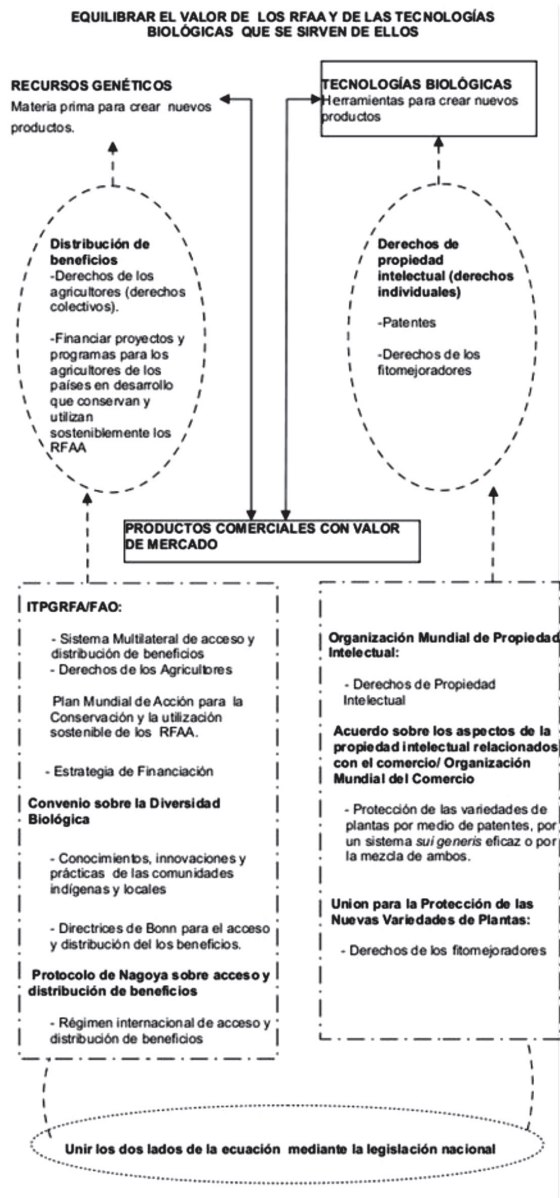 EQUILIBRAR EL VALOR DE LOS RFAA Y DE LAS TECNOLOGÍAS
BIOLÓGICAS QUE SE SIRVEN DE ELLOS
RECURSOS GENÉTICOS
Materia prima para crear nuevos
productos.
TECNOLOGÍAS BIOLÓGICAS
Herramientas para crear nuevos
productos
Distribución de
beneficios
-Derechos de los
agricultores (derechos
colectivos).
-Financiar proyectos y
programas para los
agricultores de los
países en desarrollo
que conservan y
utilizan
sosteniblemente los
RFAA
Derechos de
propiedad
intelectual (derechos
individuales)
-Patentes
-Derechos de los
fitomejoradores
PRODUCTOS COMERCIALES CON VALOR
DE MERCADO
ITPGRFA/FAO:
- Sistema Multilateral de acceso y
distribución de beneficios
- Derechos de los Agricultores
Plan Mundial de Acción para la
Conservación y la utilización
sostenible de los RFAA.
- Estrategia de Financiación
Convenio sobre la Diversidad
Biológica
- Conocimientos, innovaciones y
prácticas de las comunidades
indígenas y locales
- Directrices de Bonn para el acceso
y distribución del los beneficios.
Protocolo de Nagoya sobre acceso y
distribución de beneficios
- Régimen internacional de acceso y
distribución de beneficios
Organización Mundial de Propiedad
Intelectual:
- Derechos de Propiedad
Intelectual
Acuerdo sobre los aspectos de la
propiedad intelectual relacionados
con el comercio/ Organización
Mundial del Comercio
- Protección de las variedades de
plantas por medio de patentes, por
un sistema sui generis eficaz o por
la mezcla de ambos.
Union para la Protección de las
Nuevas Variedades de Plantas:
- Derechos de los fitomejoradores
Unir los dos lados de la ecuación mediante la legislación nacional